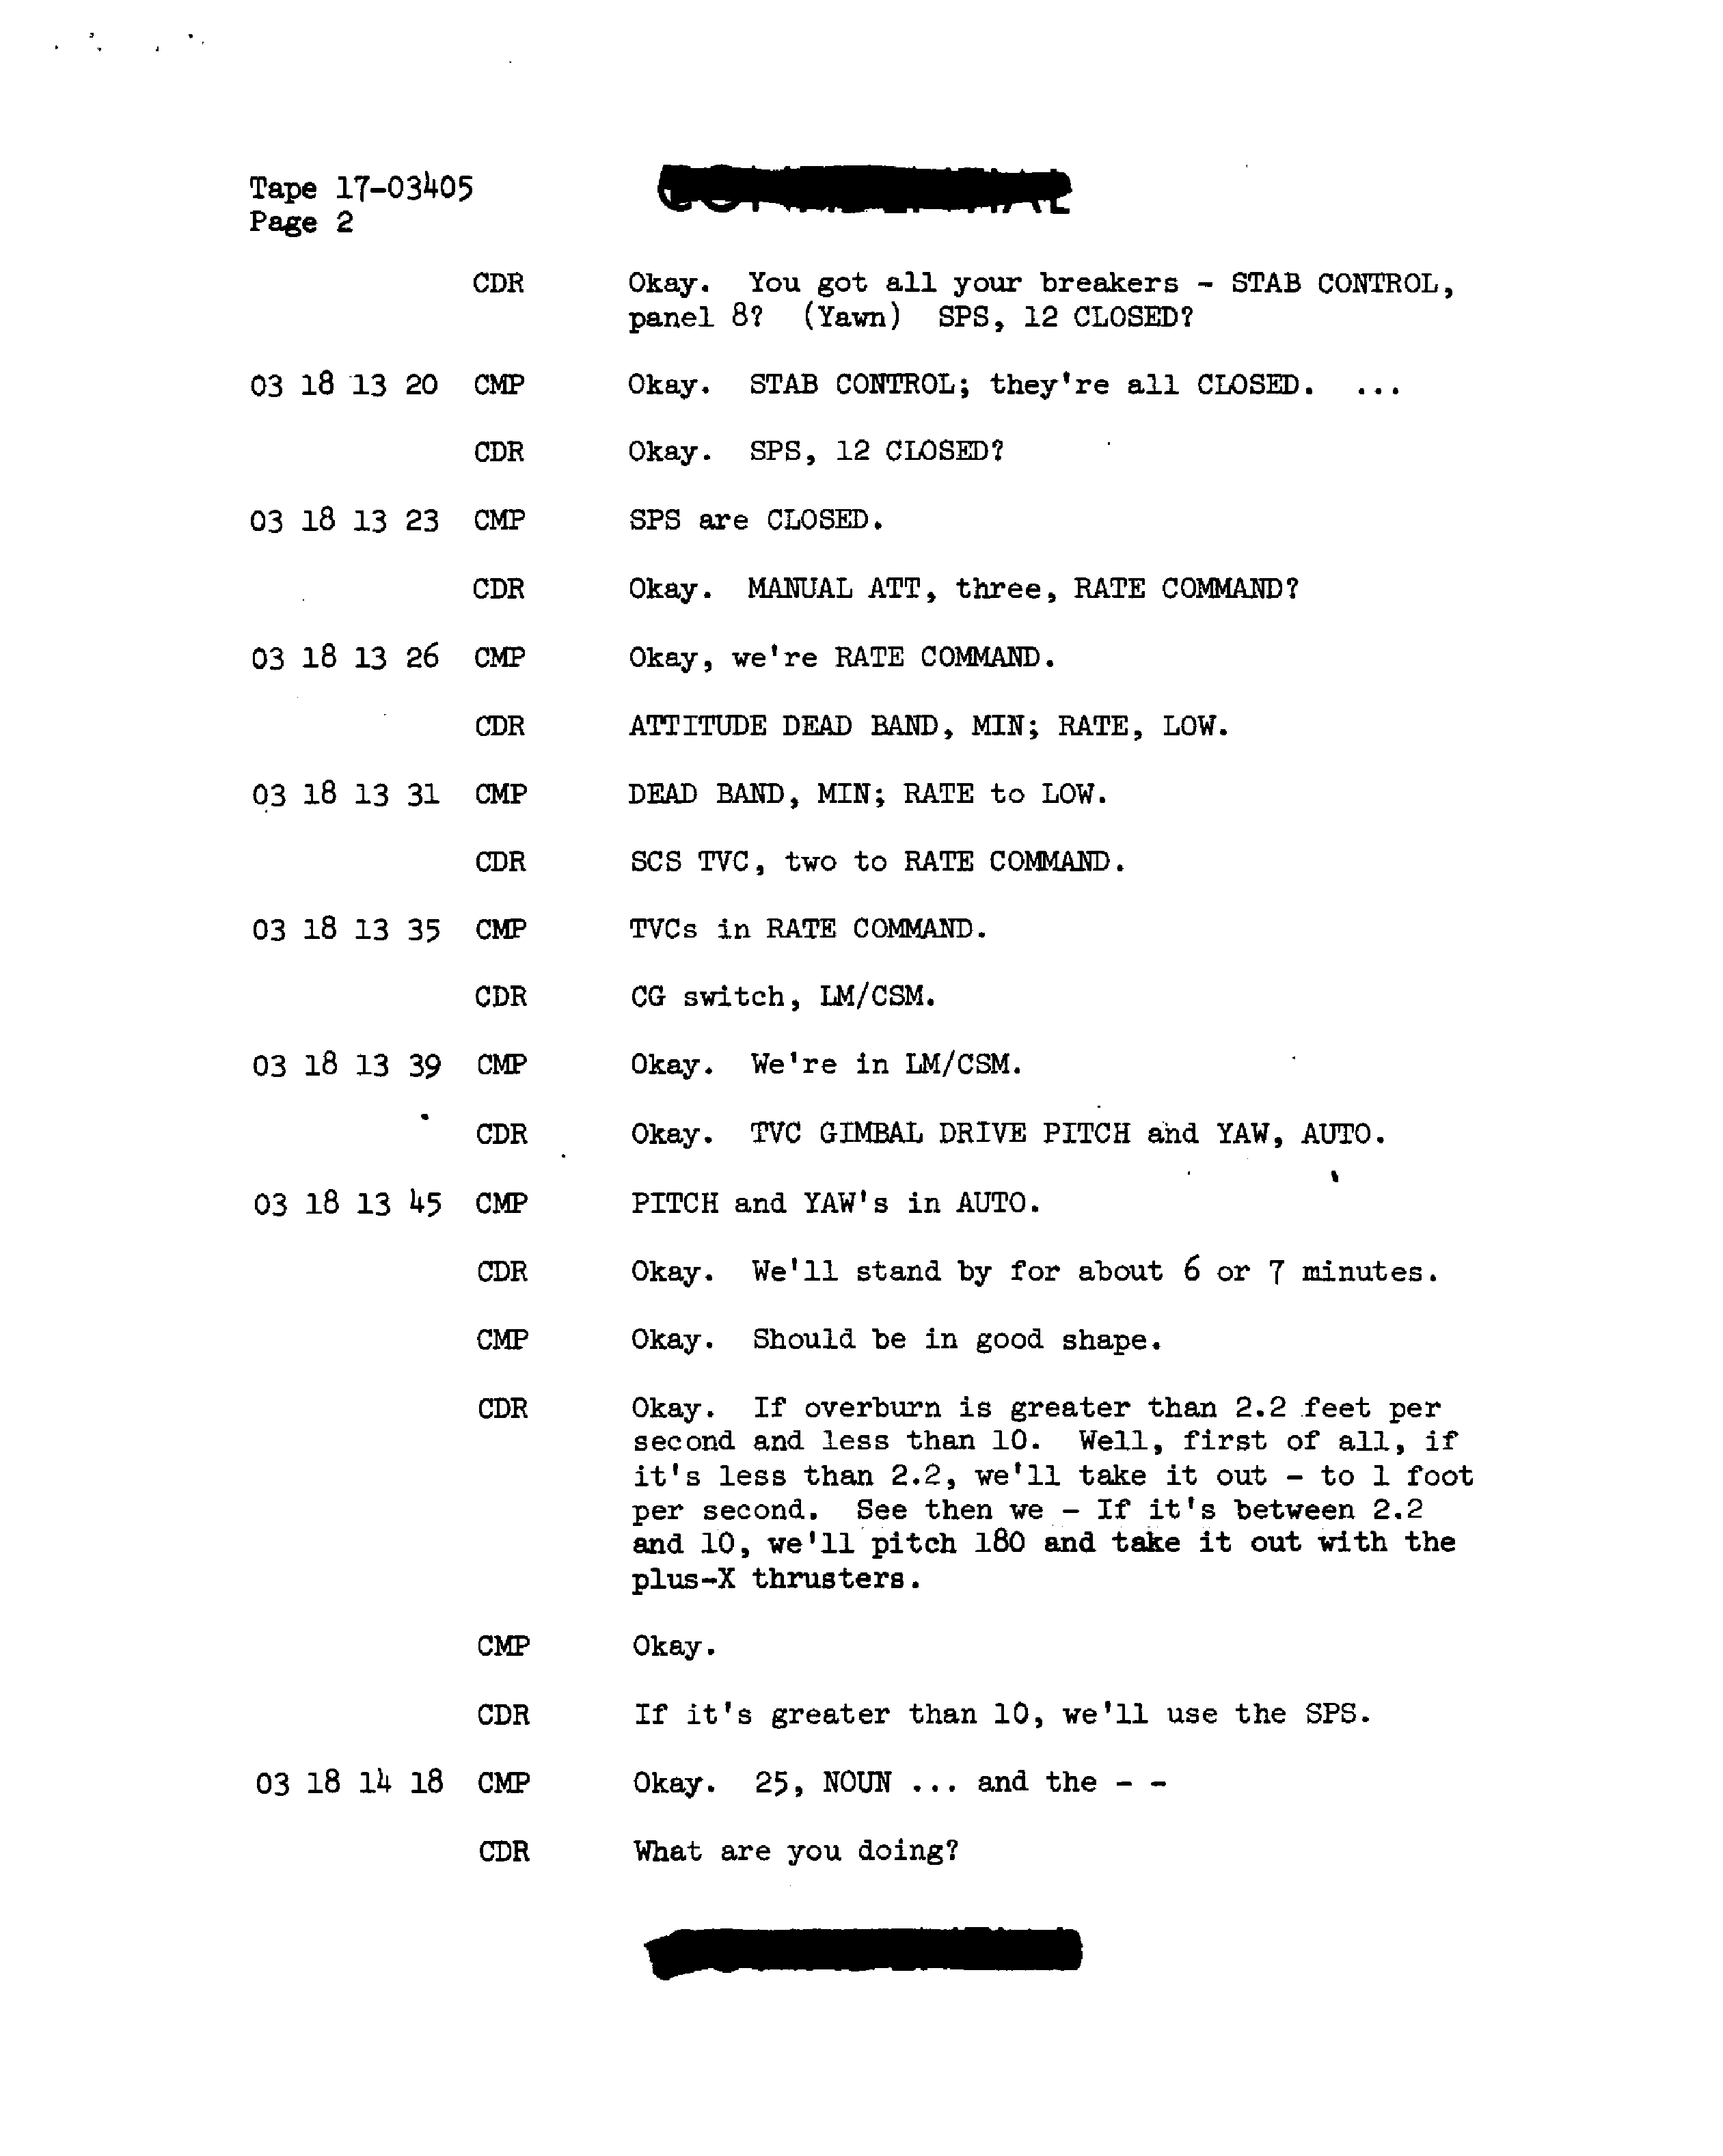 Tape 17-03405
Page 2
CDR Okay. You got all your breakers - STAB CONTROL,
panel 8? (Yawn) SPS, 12 CLOSED?
03 18 13 20 CMP Okay. STAB CONTROL; they're all CLOSED. ...
CDR Okay. SPS, 12 CLOSED?
03 18 13 23 CMP SPS are CLOSED.
CDR Okay. MANUAL ATT, three, RATE COMMAND?
03 18 13 26 CMP Okay, we're RATE COMMAND.
CDR ATTITUDE DEAD BAND, MIN; RATE, LOW.
03 18 13 31 CMP DEAD BAND, MIN; RATE to LOW.
CDR SCS TVC, two to RATE COMMAND.
03 18 13 35 CMP TVCs in RATE COMMAND.
CDR CG switch, LM/CSM.
03 18 13 39 CMP Okay. We're in LM/CSM.
CDR Okay. TVC GIMBAL DRIVE PITCH and YAW, AUTO.
03 18 13 45 CMP PITCH and YAW's in AUTO.
CDR Okay. We'll stand by for about 6 or 7 minutes.
CMP Okay. Should be in good shape.
CDR Okay. If overburn is greater than 2.2 feet per
second and less than 10. Well, first of all, if
it's less than 2.2, we'll take it out - to 1 foot
per second. See then we - If it's between 2.2
and 10, we'll pitch 180 and take it out with the
plus-X thrusters.
CMP Okay.
CDR If it's greater than 10, we'll use the SPS.
03 18 14 18 CMP Okay. 25, NOUN ... and the - -
CDR What are you doing?